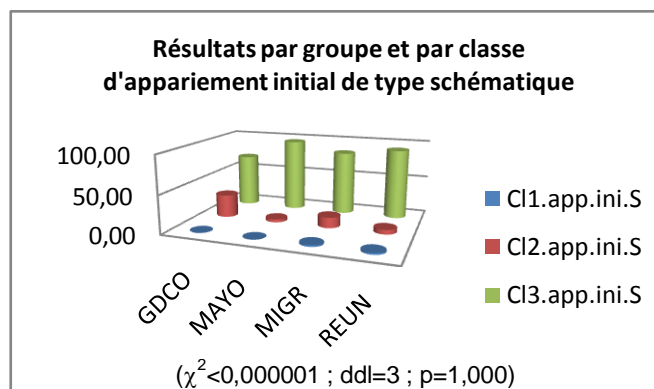 Résultats par groupe et par classe
d'appariement initial de type schématique
100,00
50,00
0,00
GDCO
MAYO
MIGR
REUN
Cl1.app.ini.S
Cl2.app.ini.S
Cl3.app.ini.S
(χ²<0,000001 ; ddl=3 ; p=1,000)